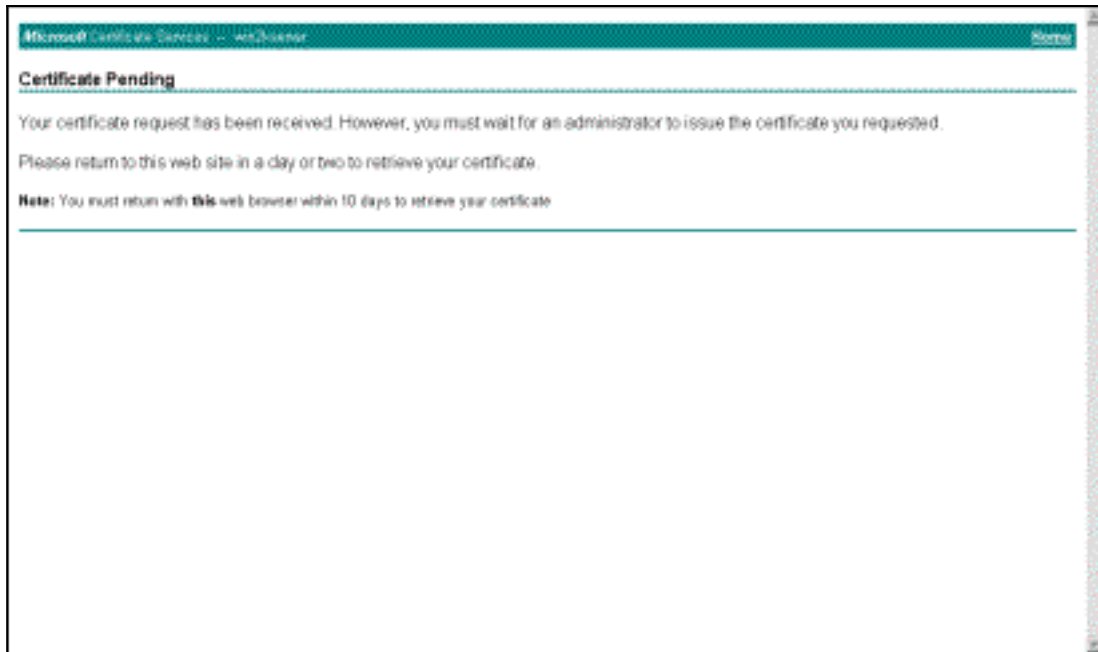 Microsoft Certificate Services -- win2kserver Home
Certificate Pending
Your certificate request has been received. However, you must wait for an administrator to issue the certificate you requested.
Please return to this web site in a day or two to retrieve your certificate.
Note: You must return with this web browser within 10 days to retrieve your certificate